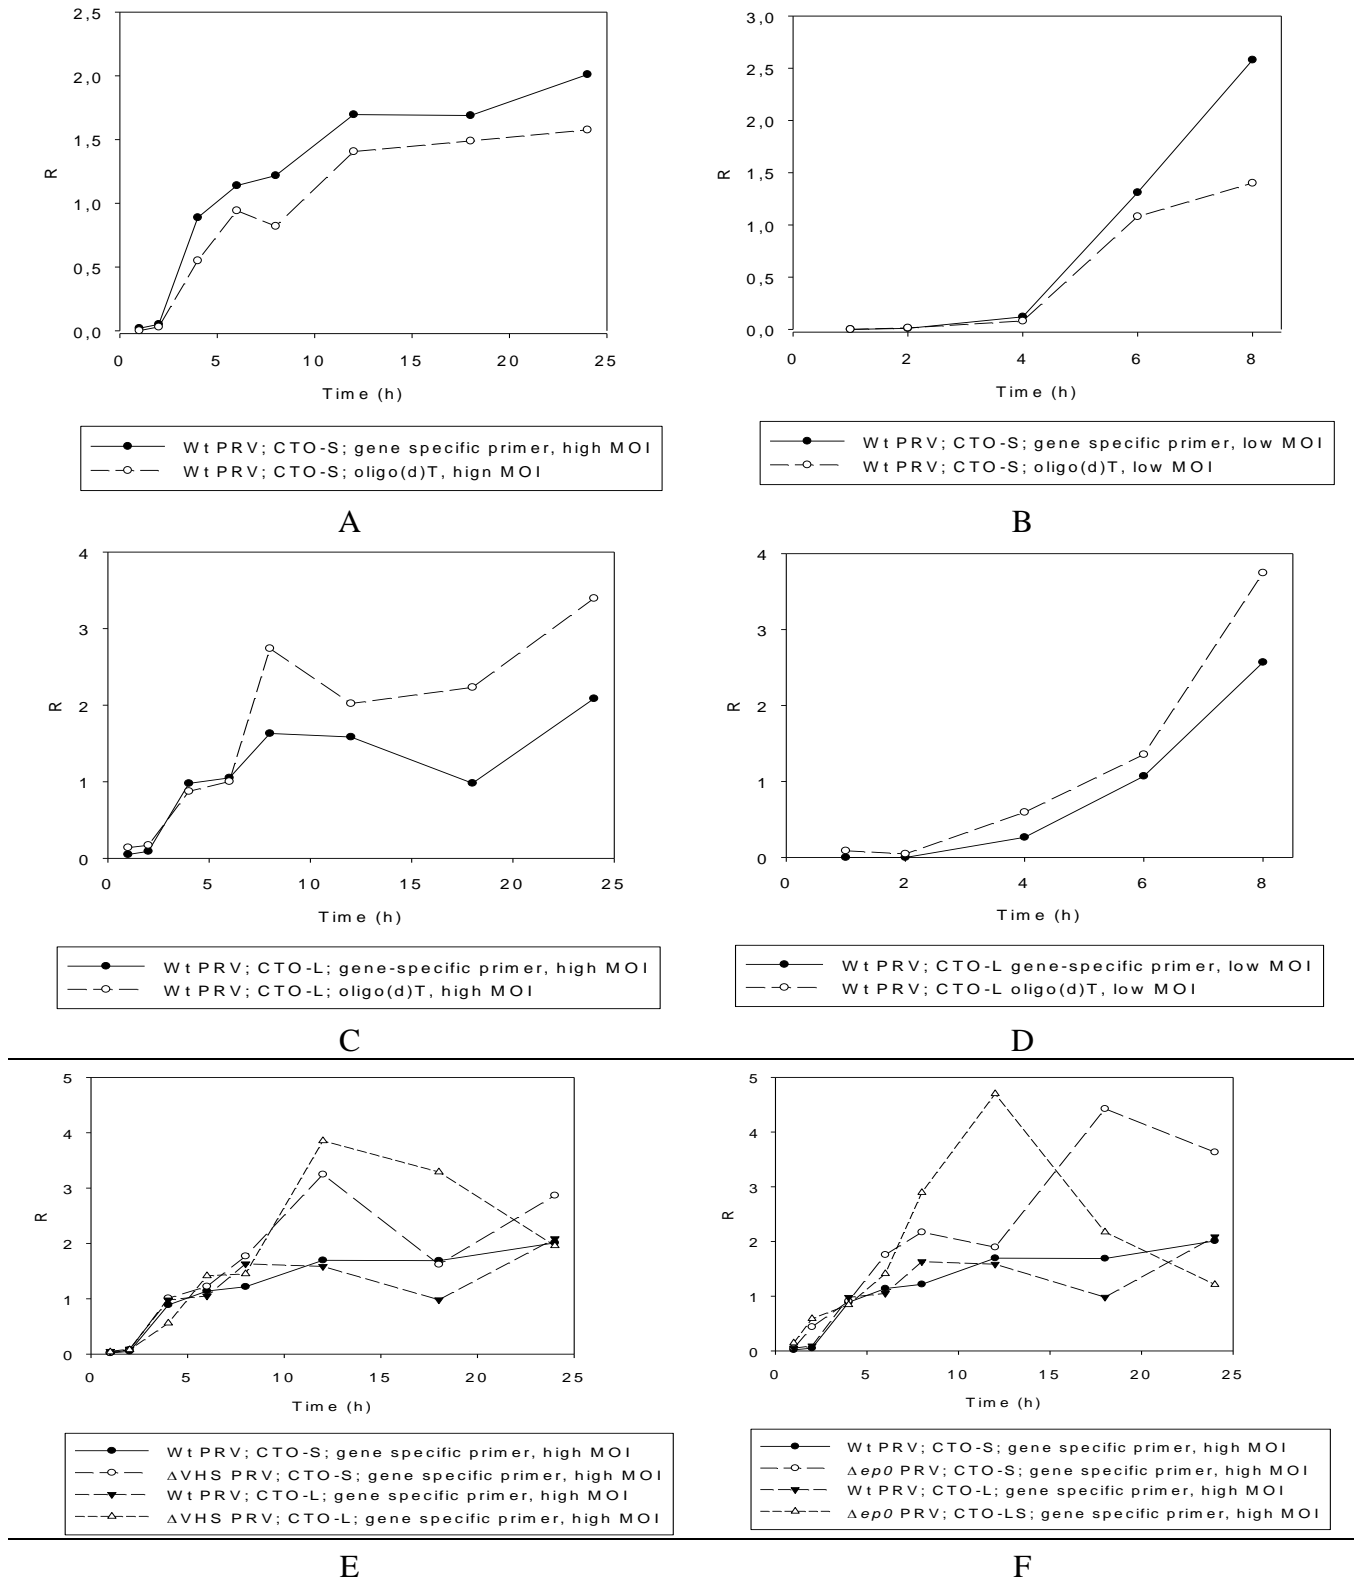 2,5
2,0
1,5
1,0
0,5
0,0
R
0 5 10 15 20 25
Time (h)
Wt PRV; CTO-S; gene specific primer, high MOI
Wt PRV; CTO-S; oligo(d)T, hign MOI
A
3,0
2,5
2,0
1,5
1,0
0,5
0,0
R
0 2 4 6 8
Time (h)
Wt PRV; CTO-S; gene specific primer, low MOI
Wt PRV; CTO-S; oligo(d)T, low MOI
B
4
3
2
1
0
R
0 5 10 15 20 25
Time (h)
Wt PRV; CTO-L; gene-specific primer, high MOI
Wt PRV; CTO-L; oligo(d)T, high MOI
C
4
3
2
1
0
R
0 2 4 6 8
Time (h)
Wt PRV; CTO-L gene-specific primer, low MOI
Wt PRV; CTO-L oligo(d)T, low MOI
D
5
4
3
2
1
0
R
0 5 10 15 20 25
Time (h)
Wt PRV; CTO-S; gene specific primer, high MOI
ΔVHS PRV; CTO-S; gene specific primer, high MOI
Wt PRV; CTO-L; gene specific primer, high MOI
ΔVHS PRV; CTO-L; gene specific primer, high MOI
E
5
4
3
2
1
0
R
0 5 10 15 20 25
Time (h)
Wt PRV; CTO-S; gene specific primer, high MOI
Δep0 PRV; CTO-S; gene specific primer, high MOI
Wt PRV; CTO-L; gene specific primer, high MOI
Δep0 PRV; CTO-LS; gene specific primer, high MOI
F